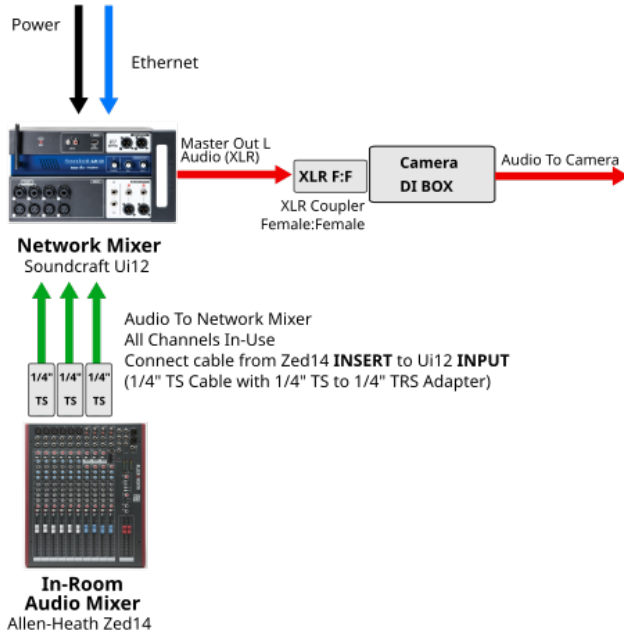 Power
Ethernet
Master Out L
Audio (XLR)
XLR F:F
XLR Coupler
Female:Female
Camera
DI BOX
Audio To Camera
Network Mixer
Soundcraft Ui12
Audio To Network Mixer
All Channels In-Use
Connect cable from Zed14 INSERT to Ui12 INPUT
(1/4" TS Cable with 1/4" TS to 1/4" TRS Adapter)
1/4" 1/4" 1/4"
TS TS TS
In-Room
Audio Mixer
Allen-Heath Zed14